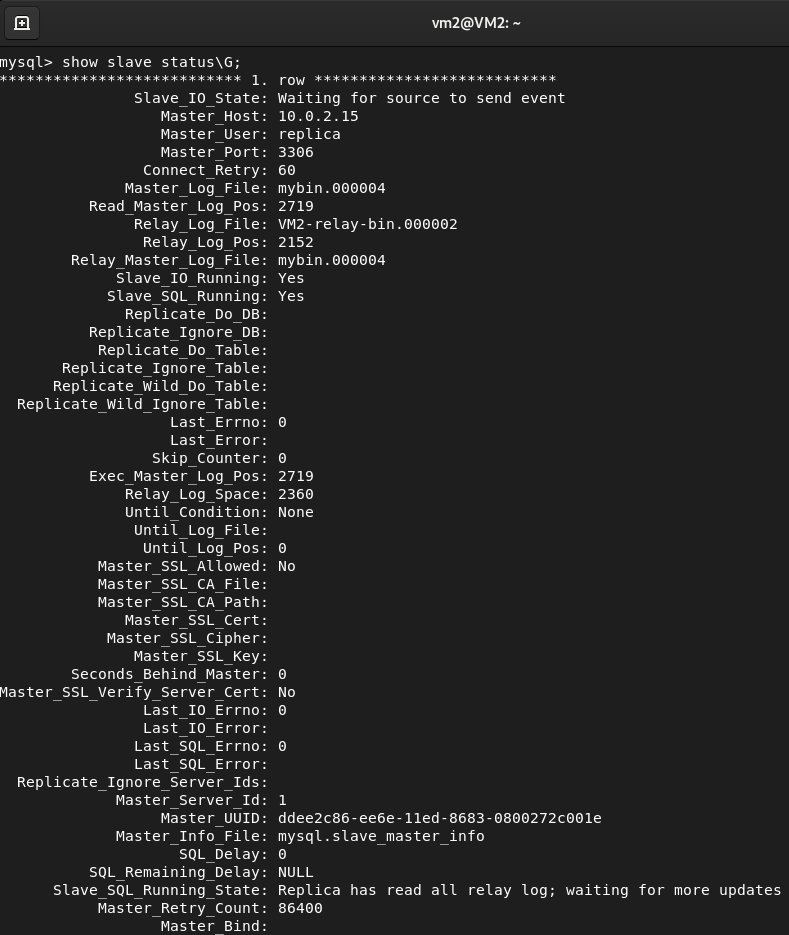 vm2@VM2: ~
mysql> show slave status\G;
*************************** 1. row ***************************
Slave_IO_State: Waiting for source to send event
Master_Host: 10.0.2.15
Master_User: replica
Master_Port: 3306
Connect_Retry: 60
Master_Log_File: mybin.000004
Read_Master_Log_Pos: 2719
Relay_Log_File: VM2-relay-bin.000002
Relay_Log_Pos: 2152
Relay_Master_Log_File: mybin.000004
Slave_IO_Running: Yes
Slave_SQL_Running: Yes
Replicate_Do_DB:
Replicate_Ignore_DB:
Replicate_Do_Table:
Replicate_Ignore_Table:
Replicate_Wild_Do_Table:
Replicate_Wild_Ignore_Table:
Last_Errno: 0
Last_Error:
Skip_Counter: 0
Exec_Master_Log_Pos: 2719
Relay_Log_Space: 2360
Until_Condition: None
Until_Log_File:
Until_Log_Pos: 0
Master_SSL_Allowed: No
Master_SSL_CA_File:
Master_SSL_CA_Path:
Master_SSL_Cert:
Master_SSL_Cipher:
Master_SSL_Key:
Seconds_Behind_Master: 0
Master_SSL_Verify_Server_Cert: No
Last_IO_Errno: 0
Last_IO_Error:
Last_SQL_Errno: 0
Last_SQL_Error:
Replicate_Ignore_Server_Ids:
Master_Server_Id: 1
Master_UUID: ddee2c86-ee6e-11ed-8683-0800272c001e
Master_Info_File: mysql.slave_master_info
SQL_Delay: 0
SQL_Remaining_Delay: NULL
Slave_SQL_Running_State: Replica has read all relay log; waiting for more updates
Master_Retry_Count: 86400
Master_Bind: